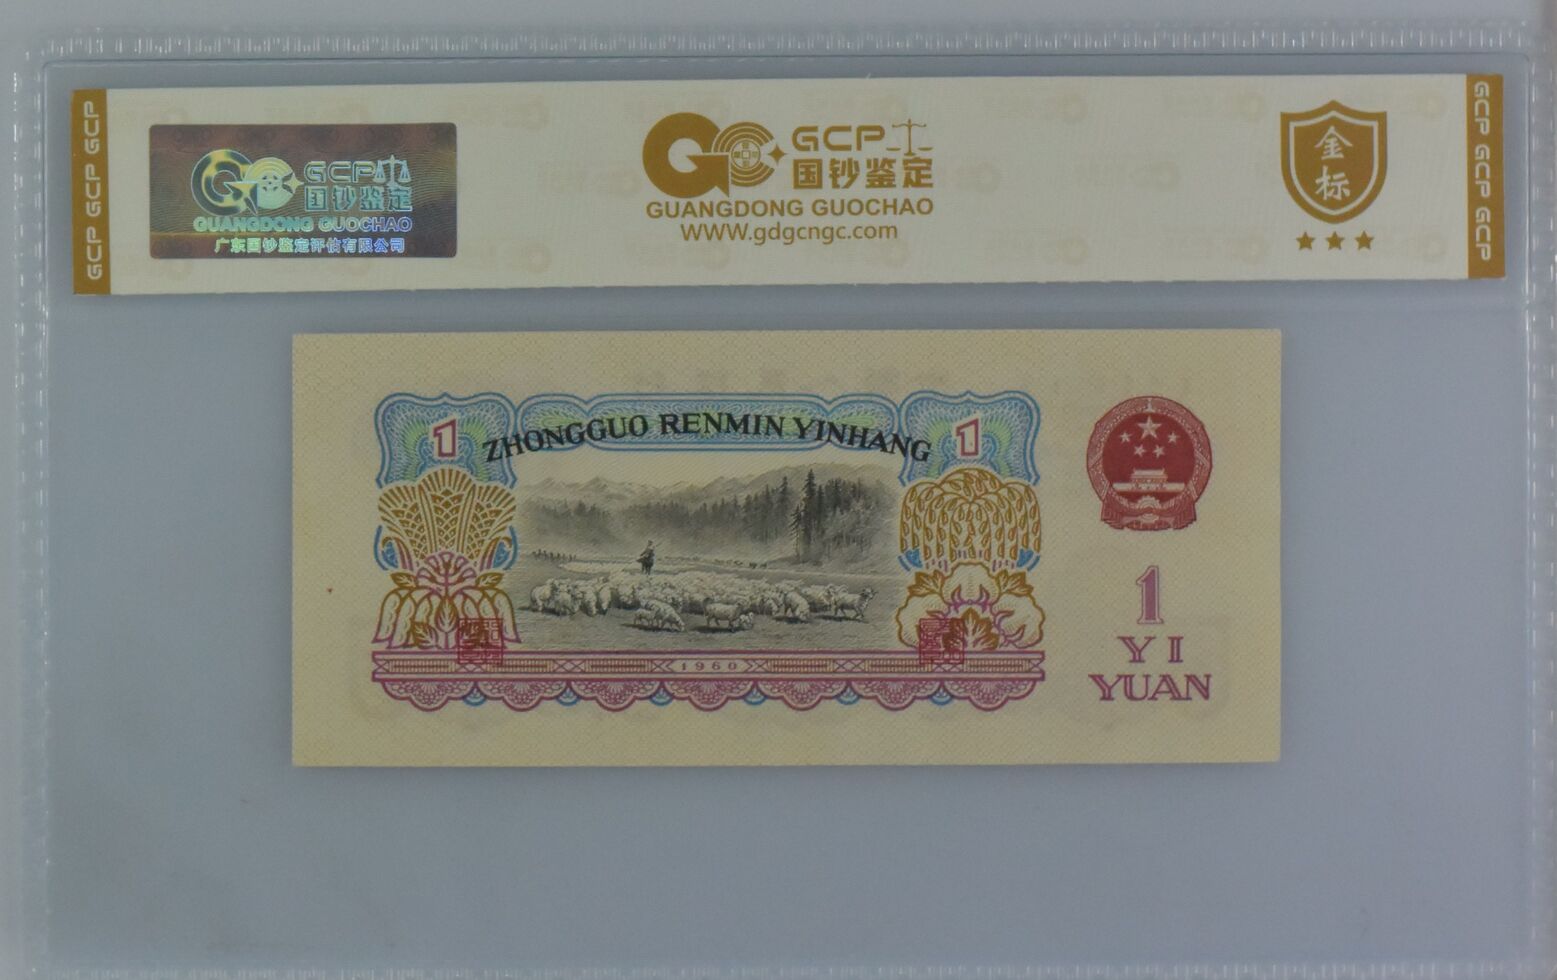 GCP GCP GCP
GCP
国钞鉴定
GUANGDONG GUOCHAO
广东国钞鉴定评估有限公司
GCP
国钞鉴定
GUANGDONG GUOCHAO
WWW.gdgcngc.com
金
标
GCP GCP GCP
1
ZHONGGUO RENMIN YINHANG
1
1960
1
YI
YUAN